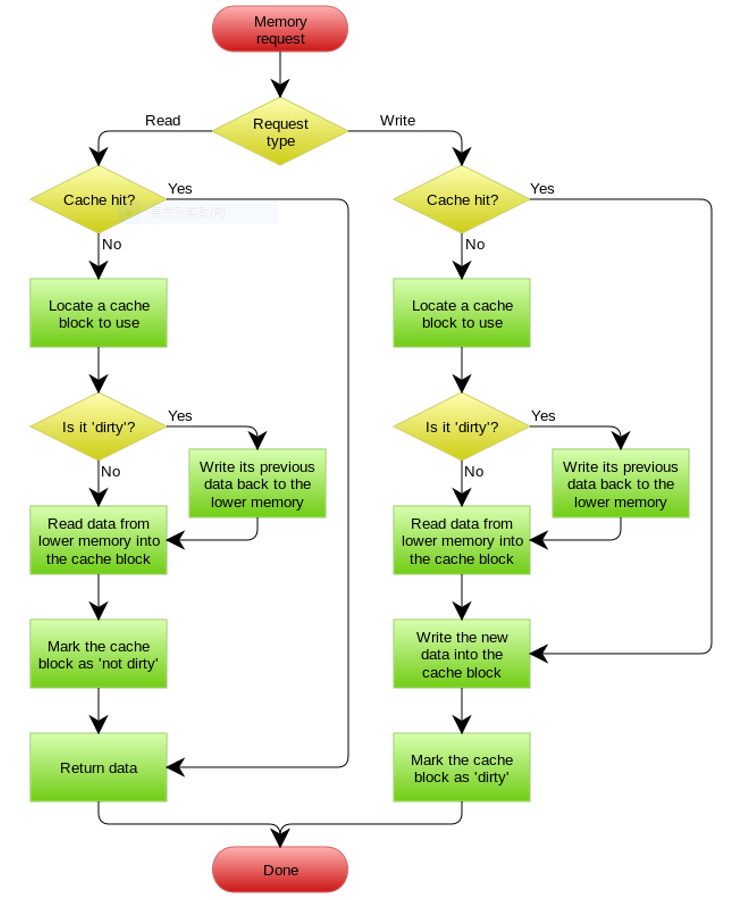 Memory
request
Request
type
Read
Write
Cache hit?
Yes
No
Locate a cache
block to use
Is it 'dirty'?
Yes
No
Write its previous
data back to the
lower memory
Read data from
lower memory into
the cache block
Mark the cache
block as 'not dirty'
Return data
Cache hit?
Yes
No
Locate a cache
block to use
Is it 'dirty'?
Yes
No
Write its previous
data back to the
lower memory
Read data from
lower memory into
the cache block
Write the new
data into the
cache block
Mark the cache
block as 'dirty'
Done